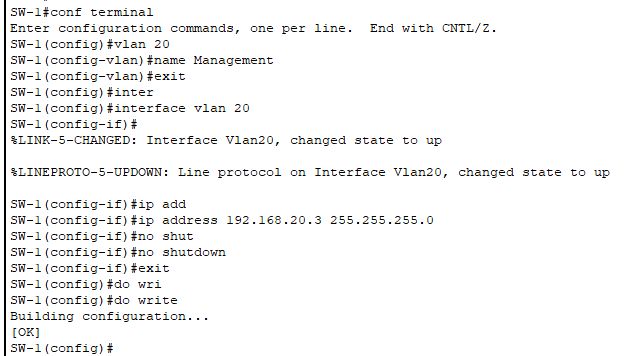 SW-1#conf terminal
Enter configuration commands, one per line.  End with CNTL/Z.
SW-1(config)#vlan 20
SW-1(config-vlan)#name Management
SW-1(config-vlan)#exit
SW-1(config)#inter
SW-1(config)#interface vlan 20
SW-1(config-if)#
%LINK-5-CHANGED: Interface Vlan20, changed state to up
%LINEPROTO-5-UPDOWN: Line protocol on Interface Vlan20, changed state to up
SW-1(config-if)#ip add
SW-1(config-if)#ip address 192.168.20.3 255.255.255.0
SW-1(config-if)#no shut
SW-1(config-if)#no shutdown
SW-1(config-if)#exit
SW-1(config)#do wri
SW-1(config)#do write
Building configuration...
[OK]
SW-1(config)#